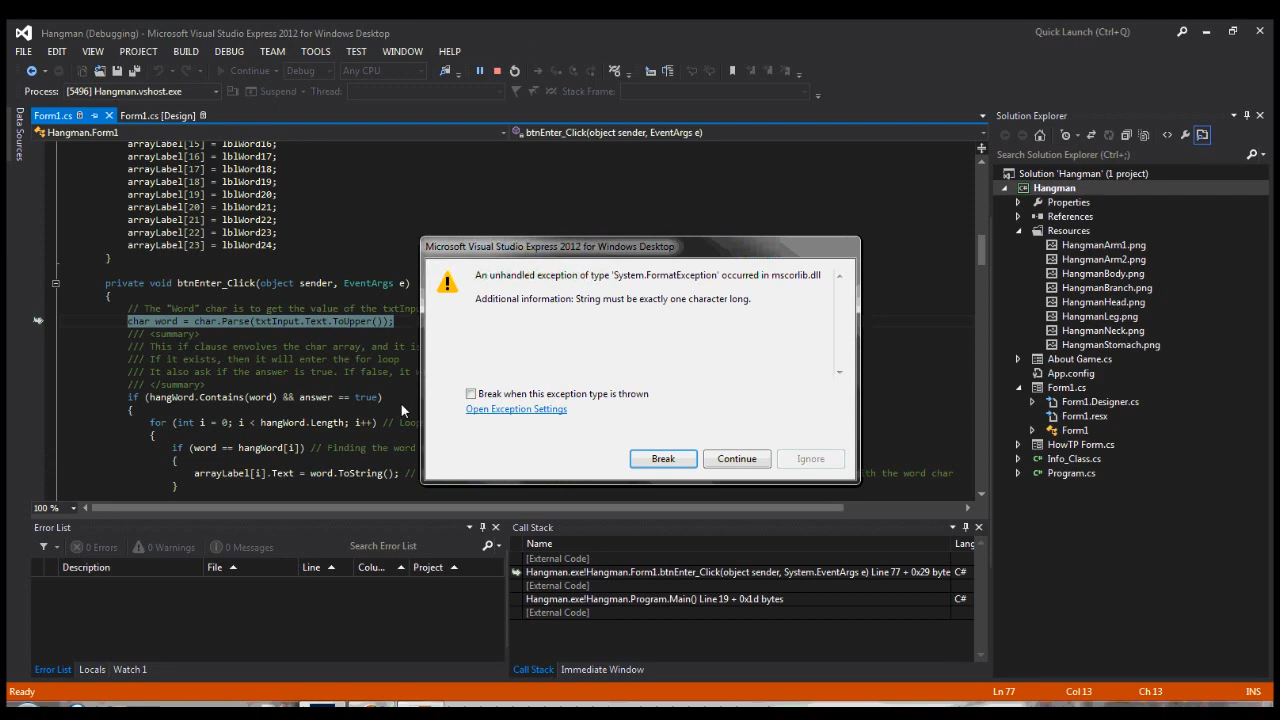 Hangman (Debugging) - Microsoft Visual Studio Express 2012 for Windows Desktop
Quick Launch (Ctrl+Q)
FILE EDIT VIEW PROJECT BUILD DEBUG TEAM TOOLS TEST WINDOW HELP
Continue Debug Any CPU
Process: [5496] Hangman.vshost.exe Suspend Thread: Stack Frame:
Data Sources
Form1.cs Form1.cs [Design]
Hangman.Form1 btnEnter_Click(object sender, EventArgs e)
arrayLabel[15] = lblWord16;
arrayLabel[16] = lblWord17;
arrayLabel[17] = lblWord18;
arrayLabel[18] = lblWord19;
arrayLabel[19] = lblWord20;
arrayLabel[20] = lblWord21;
arrayLabel[21] = lblWord22;
arrayLabel[22] = lblWord23;
arrayLabel[23] = lblWord24;
}
private void btnEnter_Click(object sender, EventArgs e)
{
// The "Word" char is to get the value of the txtInpu
char word = char.Parse(txtInput.Text.ToUpper());
/// <summary>
/// This if clause envolves the char array, and it is
/// If it exists, then it will enter the for loop
/// It also ask if the answer is true. If false, it w
/// </summary>
if (hangWord.Contains(word) && answer == true)
{
for (int i = 0; i < hangWord.Length; i++) // Loo
{
if (word == hangWord[i]) // Finding the word
{
arrayLabel[i].Text = word.ToString(); // th the word char
}
100 %
Microsoft Visual Studio Express 2012 for Windows Desktop
An unhandled exception of type 'System.FormatException' occurred in mscorlib.dll
Additional information: String must be exactly one character long.
Break when this exception type is thrown
Open Exception Settings
Break Continue Ignore
Error List
0 Errors 0 Warnings 0 Messages Search Error List
Description File Line Colu... Project
Error List Locals Watch 1
Call Stack
Name Lang
[External Code]
Hangman.exe!Hangman.Form1.btnEnter_Click(object sender, System.EventArgs e) Line 77 + 0x29 byte C#
[External Code]
Hangman.exe!Hangman.Program.Main() Line 19 + 0x1d bytes C#
[External Code]
Call Stack Immediate Window
Solution Explorer
Search Solution Explorer (Ctrl+;)
Solution 'Hangman' (1 project)
Hangman
Properties
References
Resources
HangmanArm1.png
HangmanArm2.png
HangmanBody.png
HangmanBranch.png
HangmanHead.png
HangmanLeg.png
HangmanNeck.png
HangmanStomach.png
About Game.cs
App.config
Form1.cs
Form1.Designer.cs
Form1.resx
Form1
HowTP Form.cs
Info_Class.cs
Program.cs
Ready Ln 77 Col 13 Ch 13 INS